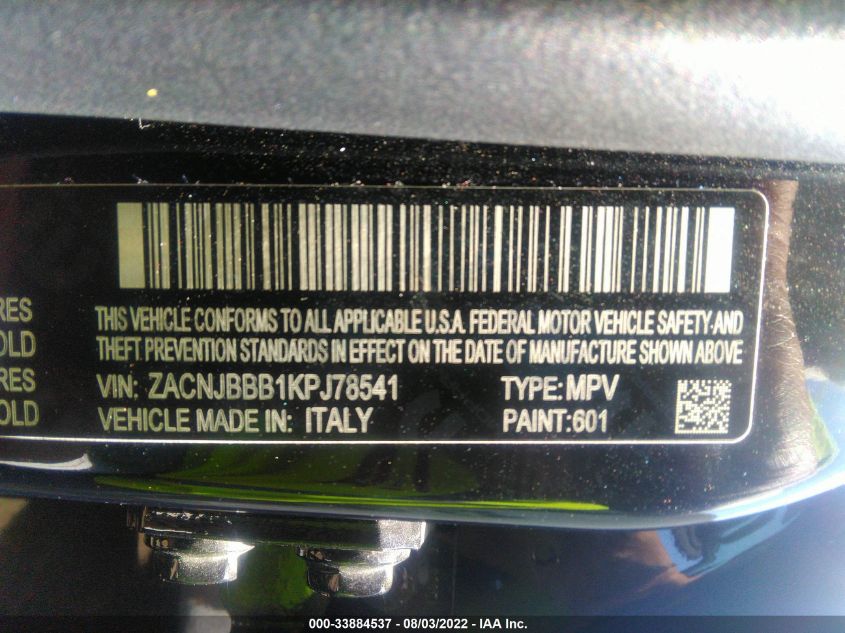 RES
OLD
RES
OLD
THIS VEHICLE CONFORMS TO ALL APPLICABLE U.S.A. FEDERAL MOTOR VEHICLE SAFETY AND
THEFT PREVENTION STANDARDS IN EFFECT ON THE DATE OF MANUFACTURE SHOWN ABOVE
VIN: ZACNJBBB1KPJ78541 TYPE:MPV
VEHICLE MADE IN: ITALY PAINT:601
000-33884537 - 08/03/2022 - IAA Inc.